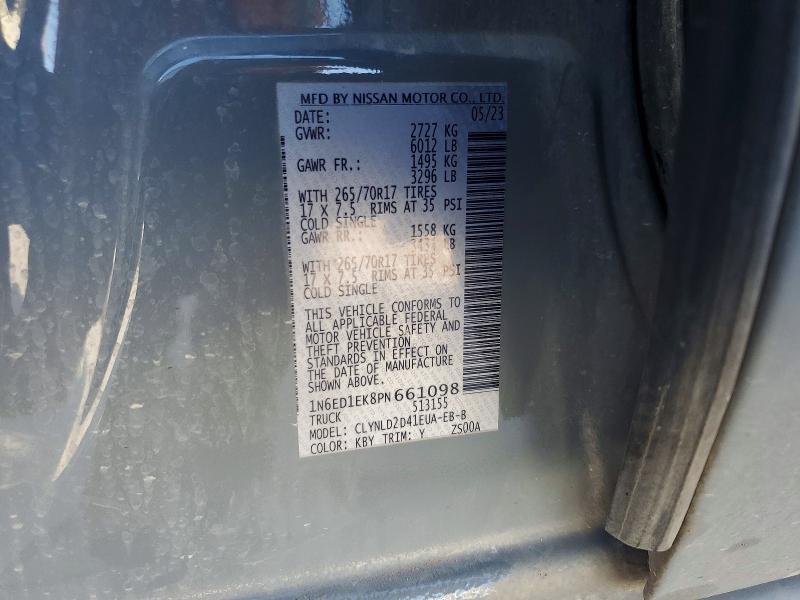 MFD BY NISSAN MOTOR CO., LTD.
DATE: 05/23
GVWR: 2727 KG
6012 LB
GAWR FR.: 1495 KG
3296 LB
WITH 265/70R17 TIRES
17 X 7.5 RIMS AT 35 PSI
COLD SINGLE
GAWR RR.: 1558 KG
LB
WITH 265/70R17 TIRES
17 X 7.5 RIMS AT 35 PSI
COLD SINGLE
THIS VEHICLE CONFORMS TO
ALL APPLICABLE FEDERAL
MOTOR VEHICLE SAFETY AND
THEFT PREVENTION
STANDARDS IN EFFECT ON
THE DATE OF MANUFACTURE
SHOWN ABOVE.
1N6ED1EK8PN661098
TRUCK 513155
MODEL: CLYNLD2D41EUA-EB-B
COLOR: KBY TRIM: Y ZS00A